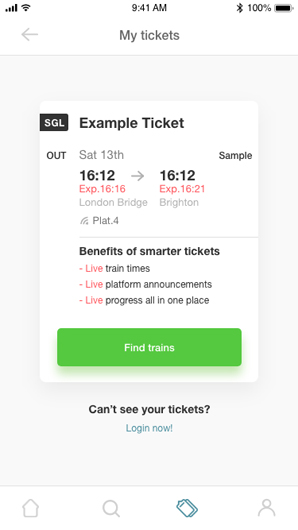 9:41 AM 100%
My tickets
SGL Example Ticket
OUT Sat 13th Sample
16:12 16:12
Exp.16:16 Exp.16:21
London Bridge Brighton
Plat.4
Benefits of smarter tickets
- Live train times
- Live platform announcements
- Live progress all in one place
Find trains
Can’t see your tickets?
Login now!